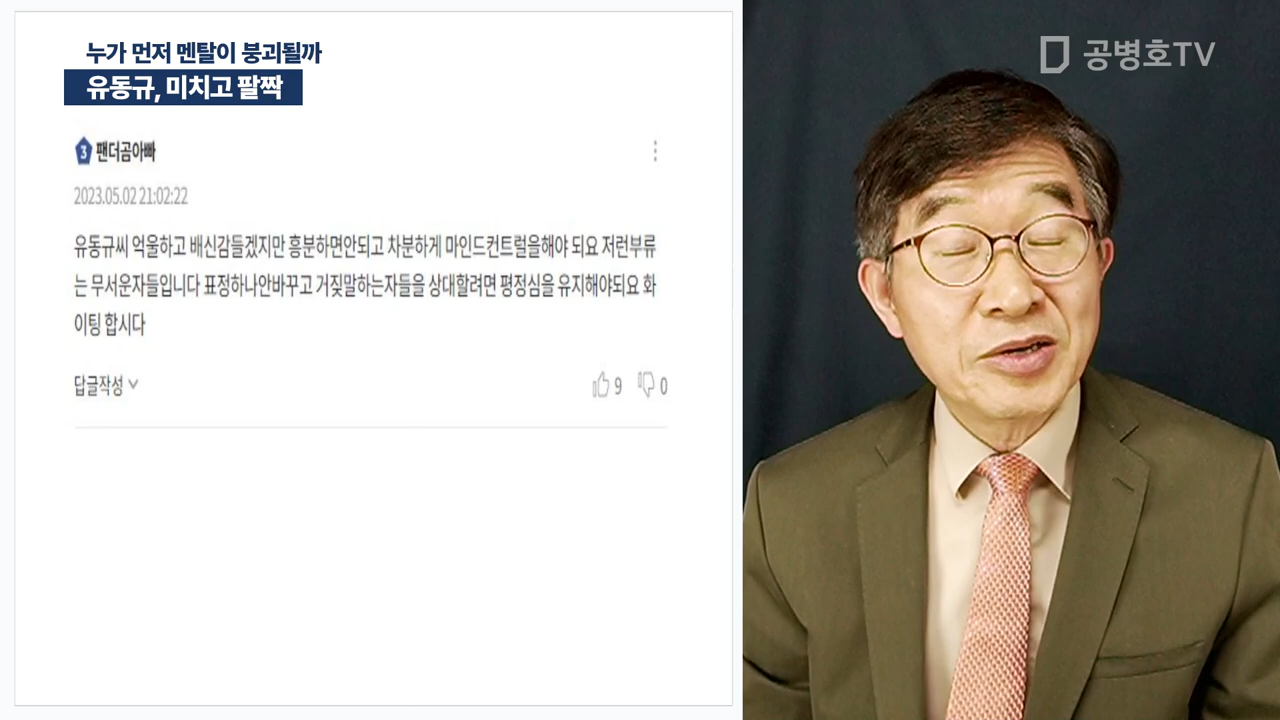 누가 먼저 멘탈이 붕괴될까
유동규, 미치고 팔짝
공병호TV
3 팬더곰아빠
2023.05.02 21:02:22
유동규씨 억울하고 배신감들겠지만 흥분하면안되고 차분하게 마인드컨트럴을해야 되요 저런부류
는 무서운자들입니다 표정하나안바꾸고 거짖말하는자들을 상대할려면 평정심을 유지해야되요 화
이팅 합시다
답글작성
9 0